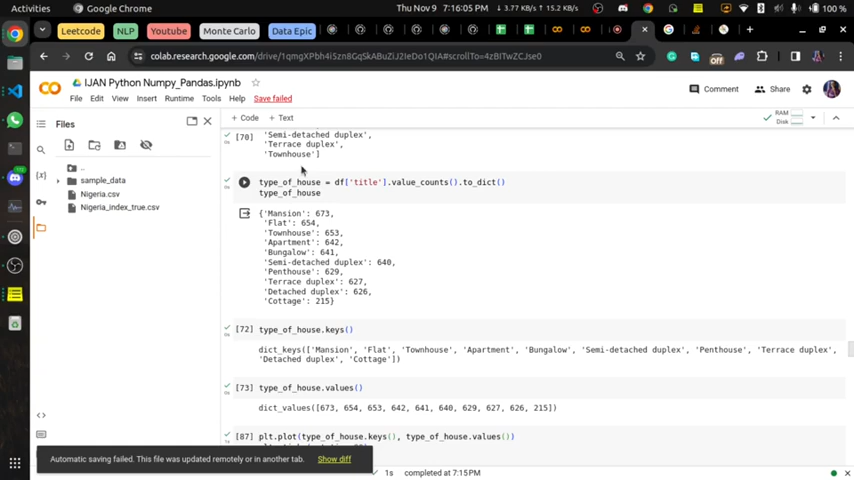 Activities
Google Chrome
Thu Nov 9 7:16:05 PM ↓ 3.77 KB/s ↑ 15.2 KB/s
100 %
Leetcode
NLP
Youtube
Monte Carlo
Data Epic
colab.research.google.com/drive/1qmgXPbh4i5zn8GqSkABuZiJ2IeDo1QIA#scrollTo=4zBITwZCJse0
Off
IJAN Python Numpy_Pandas.ipynb
File Edit View Insert Runtime Tools Help Save failed
Comment
Share
+ Code + Text
RAM
Disk
Files
..
sample_data
Nigeria.csv
Nigeria_index_true.csv
[70] 'Semi-detached duplex',
'Terrace duplex',
'Townhouse']
type_of_house = df['title'].value_counts().to_dict()
type_of_house
{'Mansion': 673,
'Flat': 654,
'Townhouse': 653,
'Apartment': 642,
'Bungalow': 641,
'Semi-detached duplex': 640,
'Penthouse': 629,
'Terrace duplex': 627,
'Detached duplex': 626,
'Cottage': 215}
[72] type_of_house.keys()
dict_keys(['Mansion', 'Flat', 'Townhouse', 'Apartment', 'Bungalow', 'Semi-detached duplex', 'Penthouse', 'Terrace duplex',
'Detached duplex', 'Cottage'])
[73] type_of_house.values()
dict_values([673, 654, 653, 642, 641, 640, 629, 627, 626, 215])
[87] plt.plot(type_of_house.keys(), type_of_house.values())
Automatic saving failed. This file was updated remotely or in another tab. Show diff
1s completed at 7:15PM